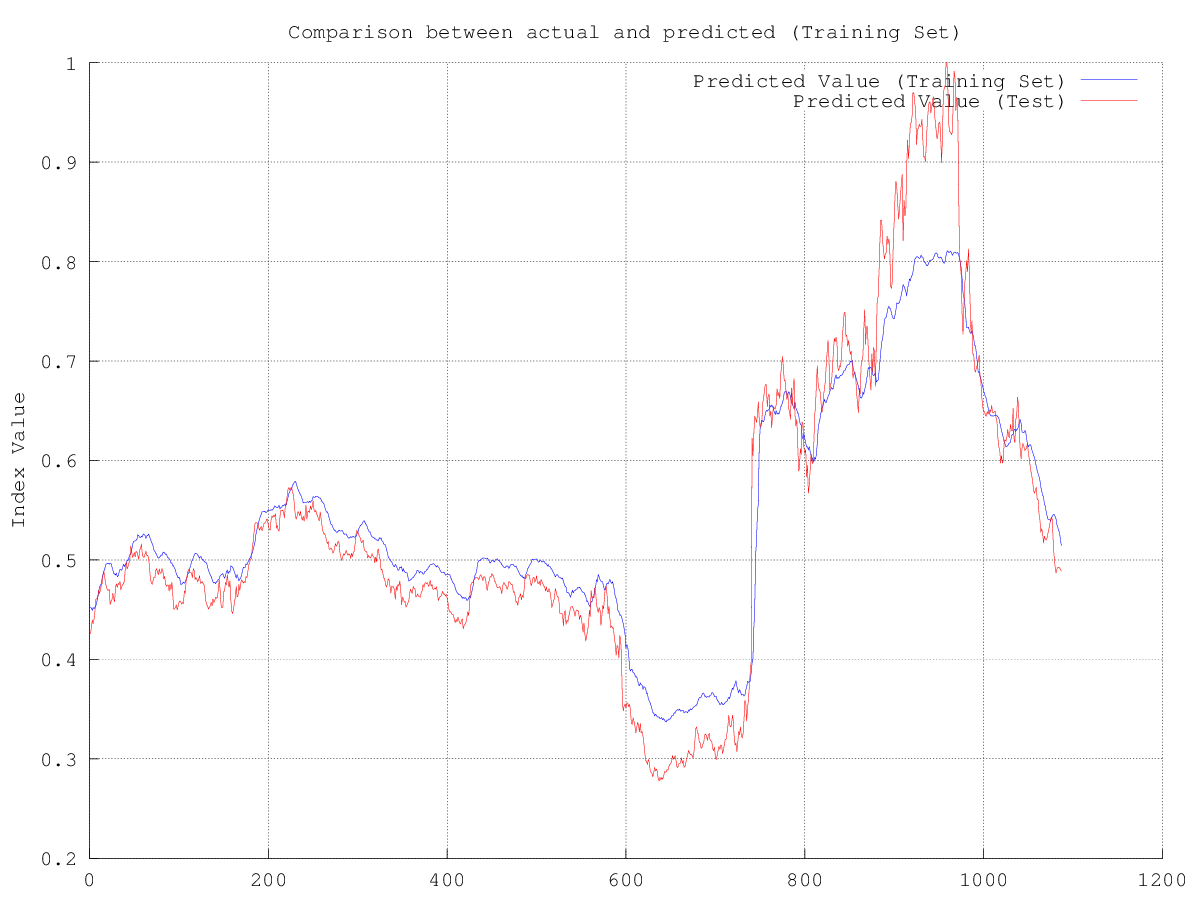 Comparison between actual and predicted (Training Set)
Predicted Value (Training Set)
Predicted Value (Test)
Index Value
1
0.9
0.8
0.7
0.6
0.5
0.4
0.3
0.2
0 200 400 600 800 1000 1200